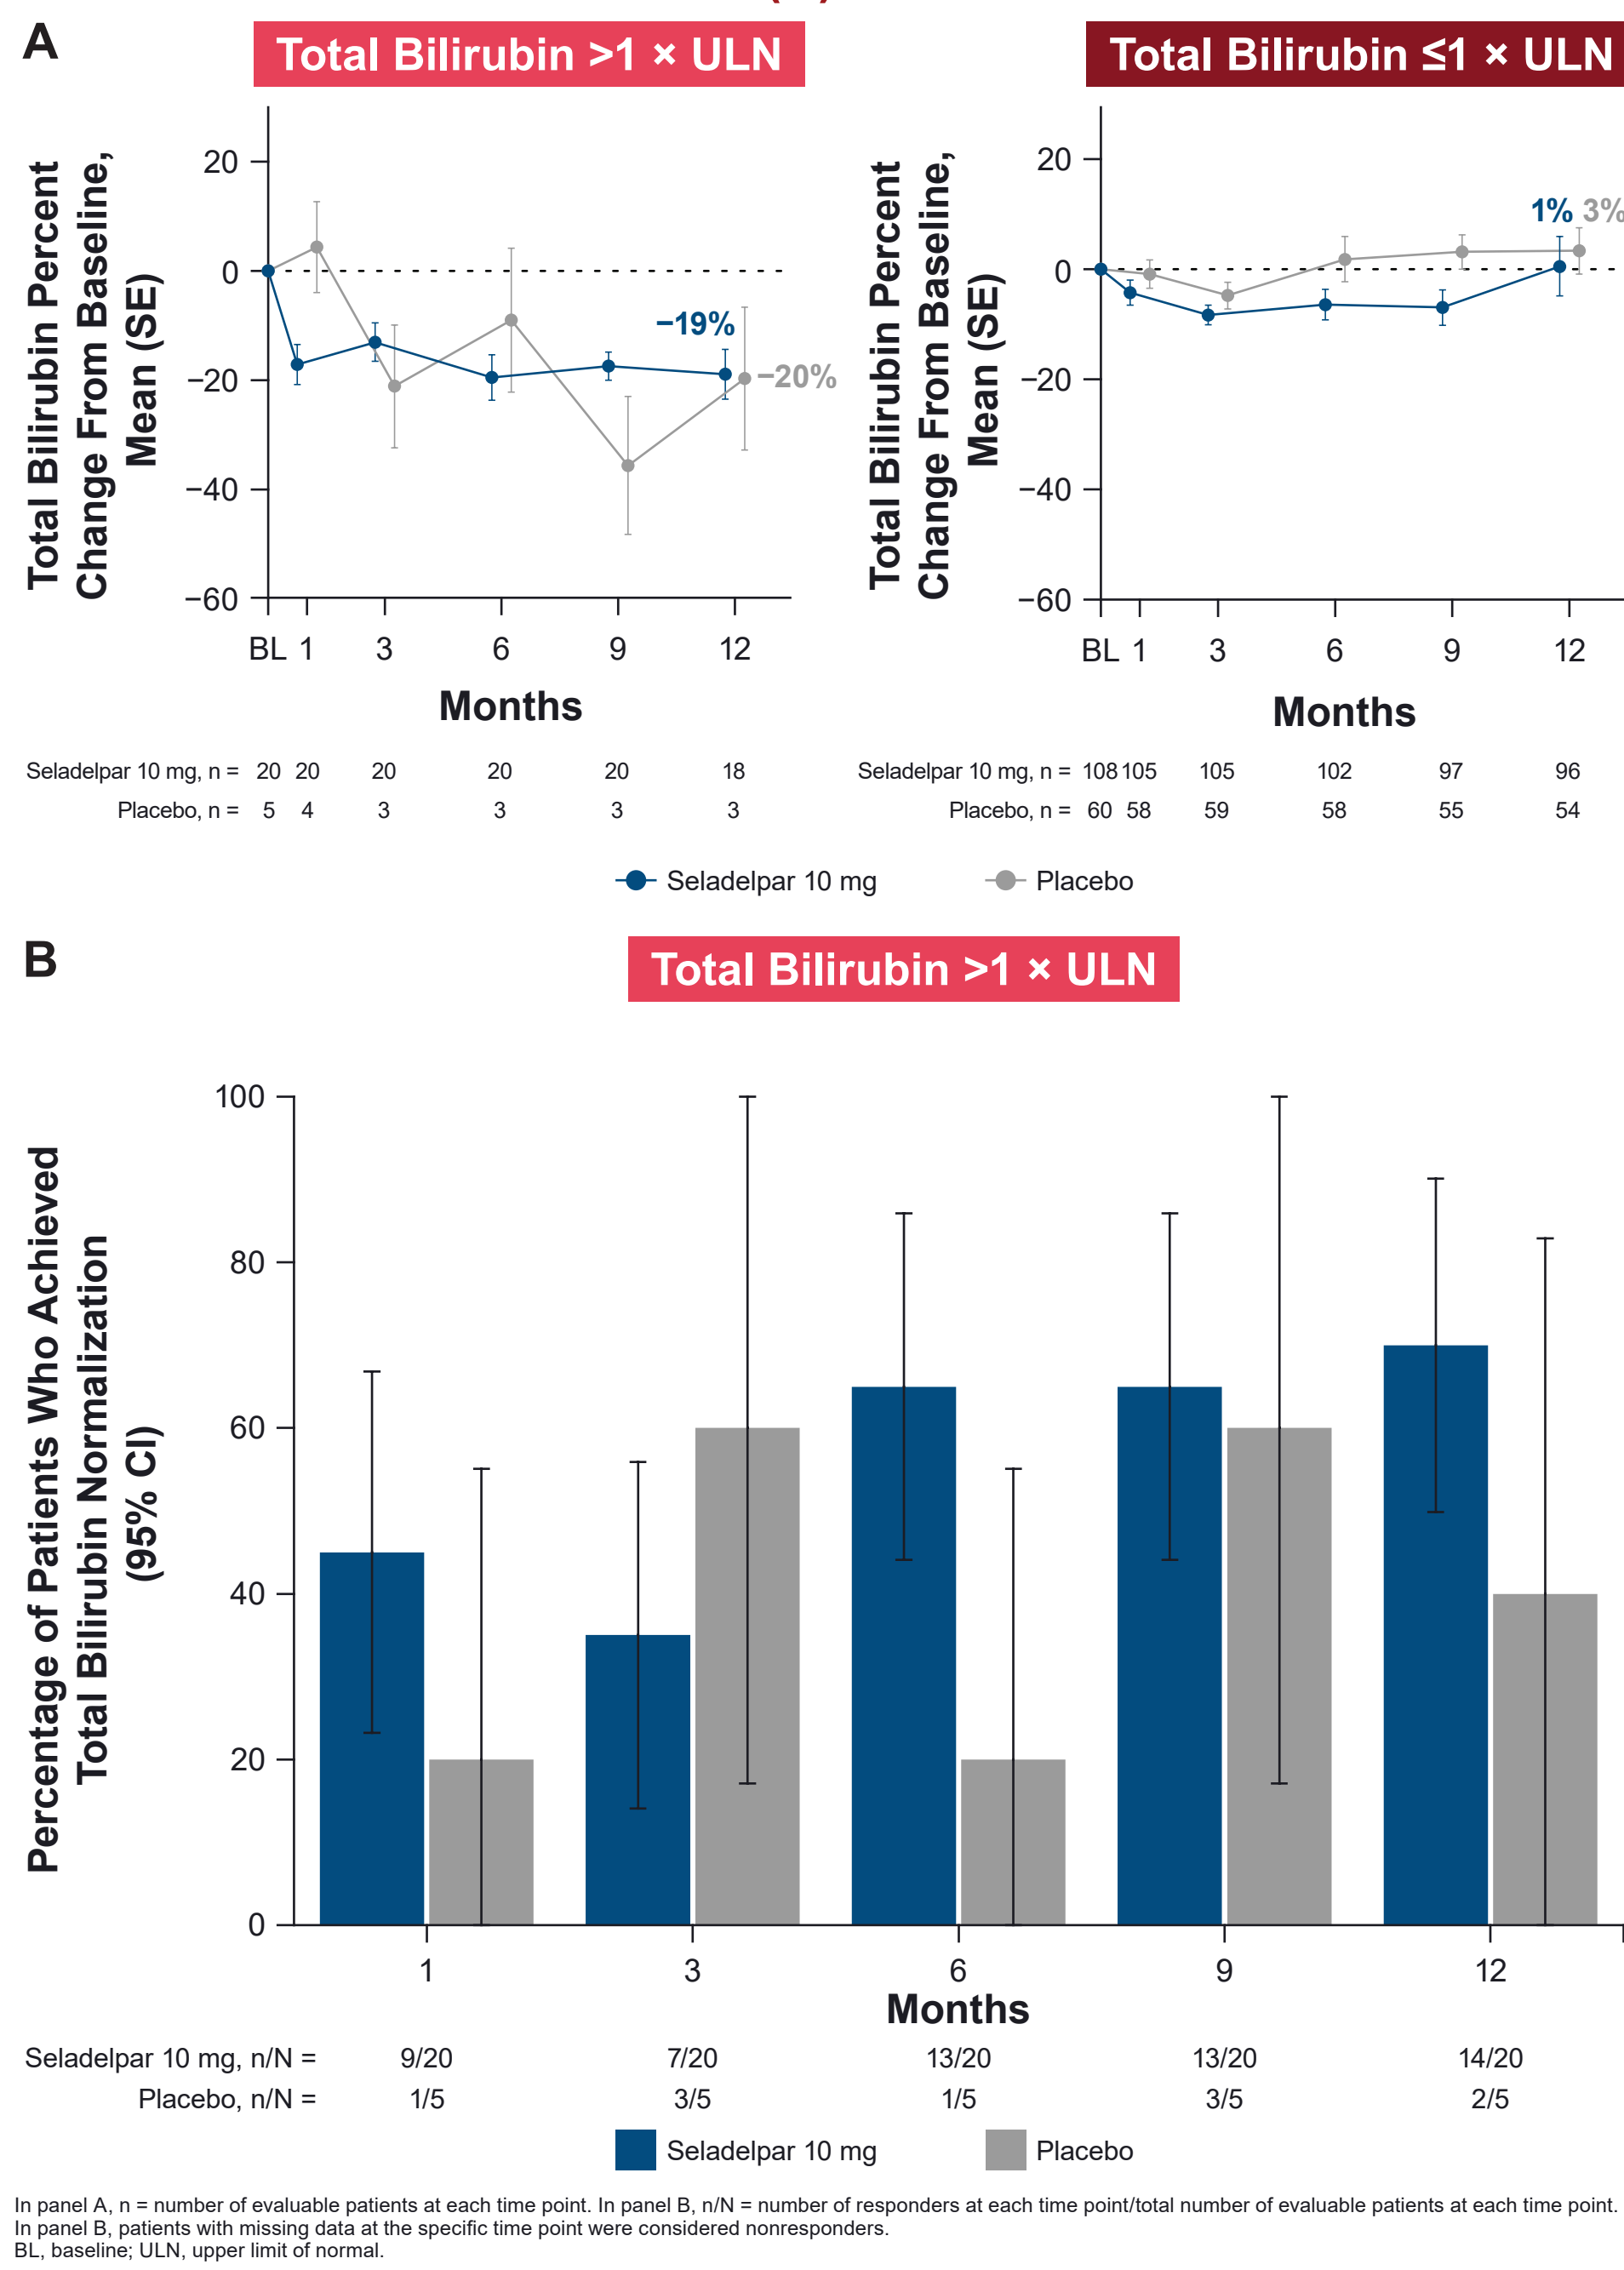 A
Total Bilirubin >1 × ULN
Total Bilirubin ≤1 × ULN
Total Bilirubin Percent
Change From Baseline,
Mean (SE)
20
0
−20
−40
−60
−19%
−20%
BL 1 3 6 9 12
Months
Total Bilirubin Percent
Change From Baseline,
Mean (SE)
20
0
−20
−40
−60
1% 3%
BL 1 3 6 9 12
Months
Seladelpar 10 mg, n = 20 20 20 20 20 18
Placebo, n = 5 4 3 3 3 3
Seladelpar 10 mg, n = 108 105 105 102 97 96
Placebo, n = 60 58 59 58 55 54
Seladelpar 10 mg Placebo
B
Total Bilirubin >1 × ULN
Percentage of Patients Who Achieved
Total Bilirubin Normalization
(95% CI)
100
80
60
40
20
0
1 3 6 9 12
Months
Seladelpar 10 mg, n/N = 9/20 7/20 13/20 13/20 14/20
Placebo, n/N = 1/5 3/5 1/5 3/5 2/5
Seladelpar 10 mg Placebo
In panel A, n = number of evaluable patients at each time point. In panel B, n/N = number of responders at each time point/total number of evaluable patients at each time point.
In panel B, patients with missing data at the specific time point were considered nonresponders.
BL, baseline; ULN, upper limit of normal.